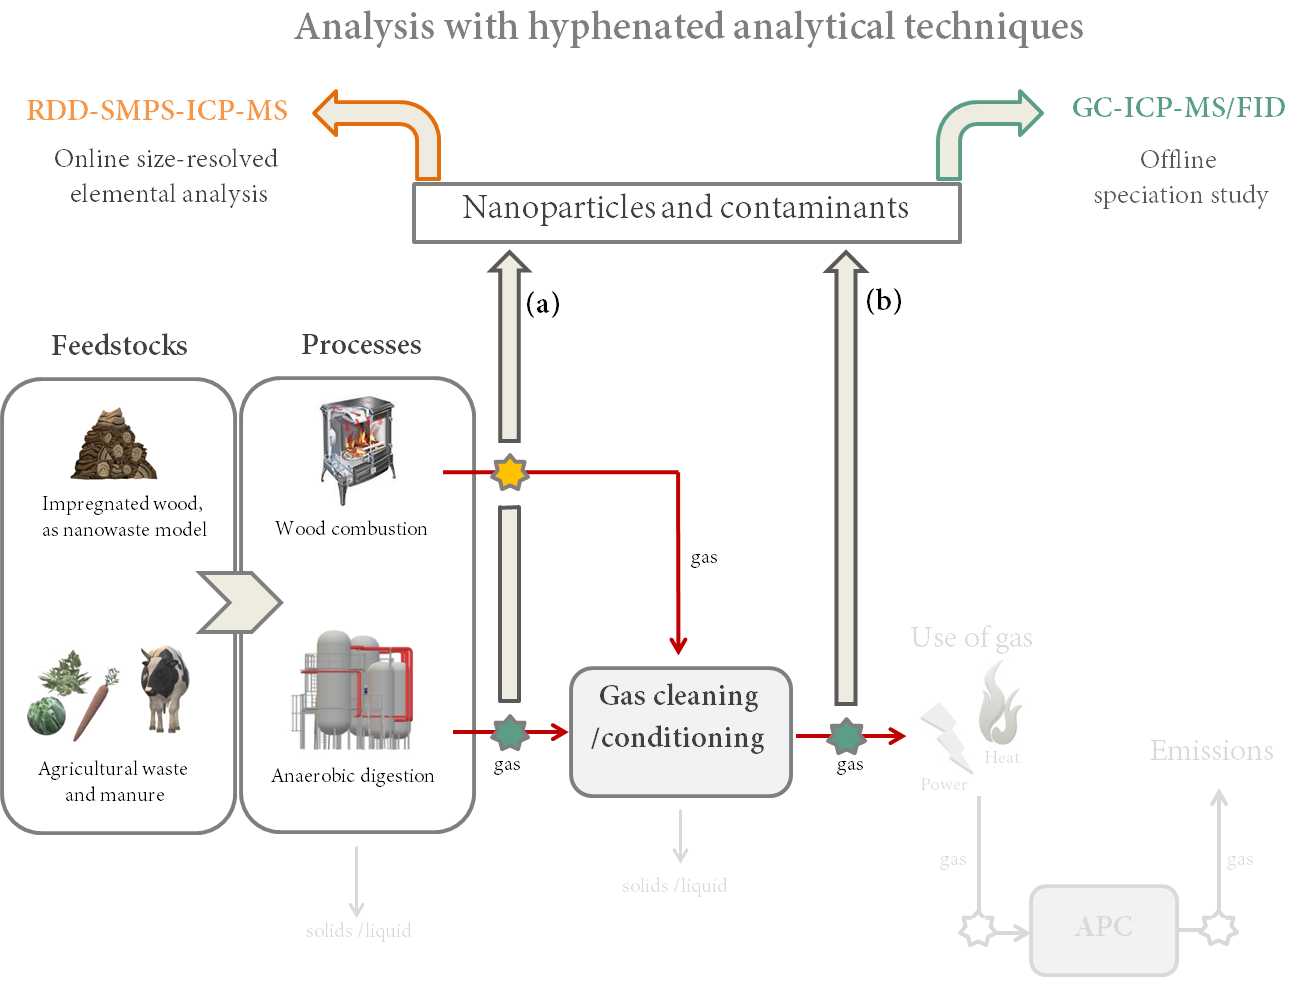 Analysis with hyphenated analytical techniques
RDD-SMPS-ICP-MS
Online size-resolved
elemental analysis
GC-ICP-MS/FID
Offline
speciation study
Nanoparticles and contaminants
(a)
(b)
Feedstocks
Processes
Impregnated wood,
as nanowaste model
Wood combustion
gas
Agricultural waste
and manure
Anaerobic digestion
gas
Gas cleaning
/conditioning
gas
Use of gas
Heat
Power
Emissions
solids /liquid
solids /liquid
gas
gas
APC